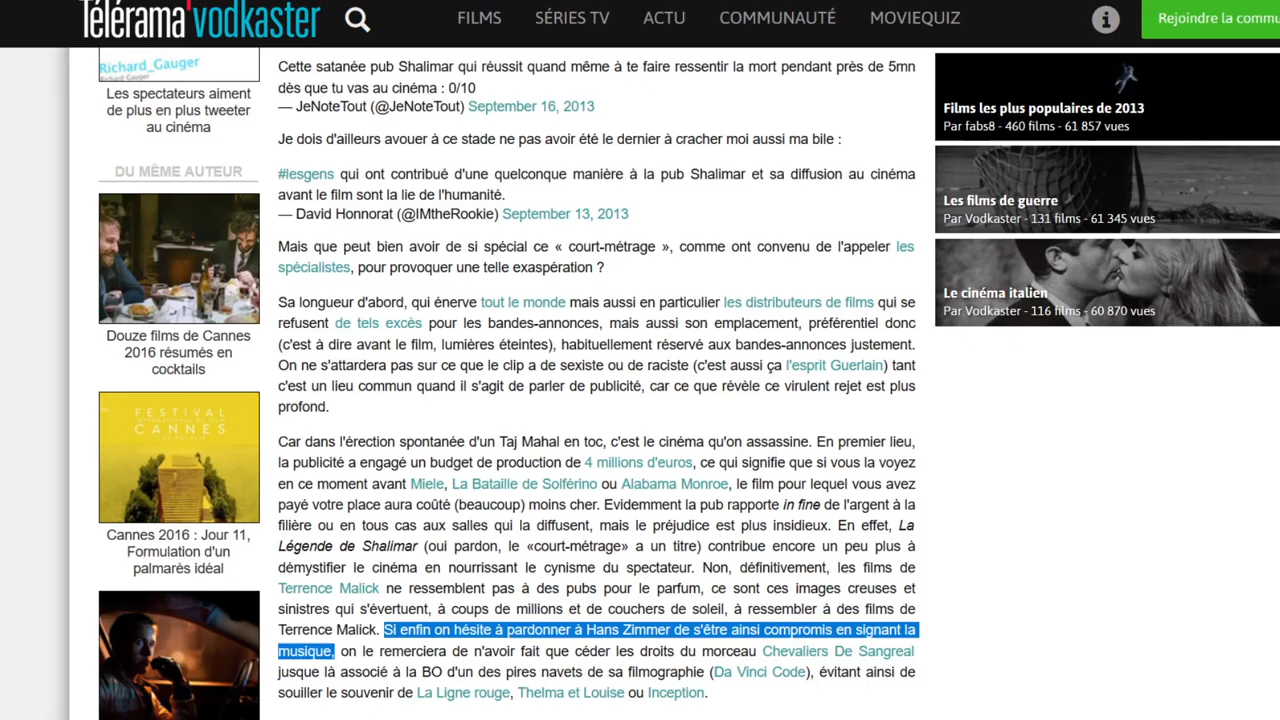 Télérama'vodkaster
FILMS
SÉRIES TV
ACTU
COMMUNAUTÉ
MOVIEQUIZ
i
Rejoindre la commu
Richard_Gauger
Richard Gauger
Les spectateurs aiment
de plus en plus tweeter
au cinéma
DU MÊME AUTEUR
Douze films de Cannes
2016 résumés en
cocktails
FESTIVAL
CANNES
Cannes 2016 : Jour 11,
Formulation d'un
palmarès idéal
Cette satanée pub Shalimar qui réussit quand même à te faire ressentir la mort pendant près de 5mn
dès que tu vas au cinéma : 0/10
— JeNoteTout (@JeNoteTout) September 16, 2013
Je dois d'ailleurs avouer à ce stade ne pas avoir été le dernier à cracher moi aussi ma bile :
#lesgens qui ont contribué d'une quelconque manière à la pub Shalimar et sa diffusion au cinéma
avant le film sont la lie de l'humanité.
— David Honnorat (@IMtheRookie) September 13, 2013
Mais que peut bien avoir de si spécial ce « court-métrage », comme ont convenu de l'appeler les
spécialistes, pour provoquer une telle exaspération ?
Sa longueur d'abord, qui énerve tout le monde mais aussi en particulier les distributeurs de films qui se
refusent de tels excès pour les bandes-annonces, mais aussi son emplacement, préférentiel donc
(c'est à dire avant le film, lumières éteintes), habituellement réservé aux bandes-annonces justement.
On ne s'attardera pas sur ce que le clip a de sexiste ou de raciste (c'est aussi ça l'esprit Guerlain) tant
c'est un lieu commun quand il s'agit de parler de publicité, car ce que révèle ce virulent rejet est plus
profond.
Car dans l'érection spontanée d'un Taj Mahal en toc, c'est le cinéma qu'on assassine. En premier lieu,
la publicité a engagé un budget de production de 4 millions d'euros, ce qui signifie que si vous la voyez
en ce moment avant Miele, La Bataille de Solférino ou Alabama Monroe, le film pour lequel vous avez
payé votre place aura coûté (beaucoup) moins cher. Evidemment la pub rapporte in fine de l'argent à la
filière ou en tous cas aux salles qui la diffusent, mais le préjudice est plus insidieux. En effet, La
Légende de Shalimar (oui pardon, le «court-métrage» a un titre) contribue encore un peu plus à
démystifier le cinéma en nourrissant le cynisme du spectateur. Non, définitivement, les films de
Terrence Malick ne ressemblent pas à des pubs pour le parfum, ce sont ces images creuses et
sinistres qui s'évertuent, à coups de millions et de couchers de soleil, à ressembler à des films de
Terrence Malick. Si enfin on hésite à pardonner à Hans Zimmer de s'être ainsi compromis en signant la
musique, on le remerciera de n'avoir fait que céder les droits du morceau Chevaliers De Sangreal
jusque là associé à la BO d'un des pires navets de sa filmographie (Da Vinci Code), évitant ainsi de
souiller le souvenir de La Ligne rouge, Thelma et Louise ou Inception.
Films les plus populaires de 2013
Par fabs8 - 460 films - 61 857 vues
Les films de guerre
Par Vodkaster - 131 films - 61 345 vues
Le cinéma italien
Par Vodkaster - 116 films - 60 870 vues